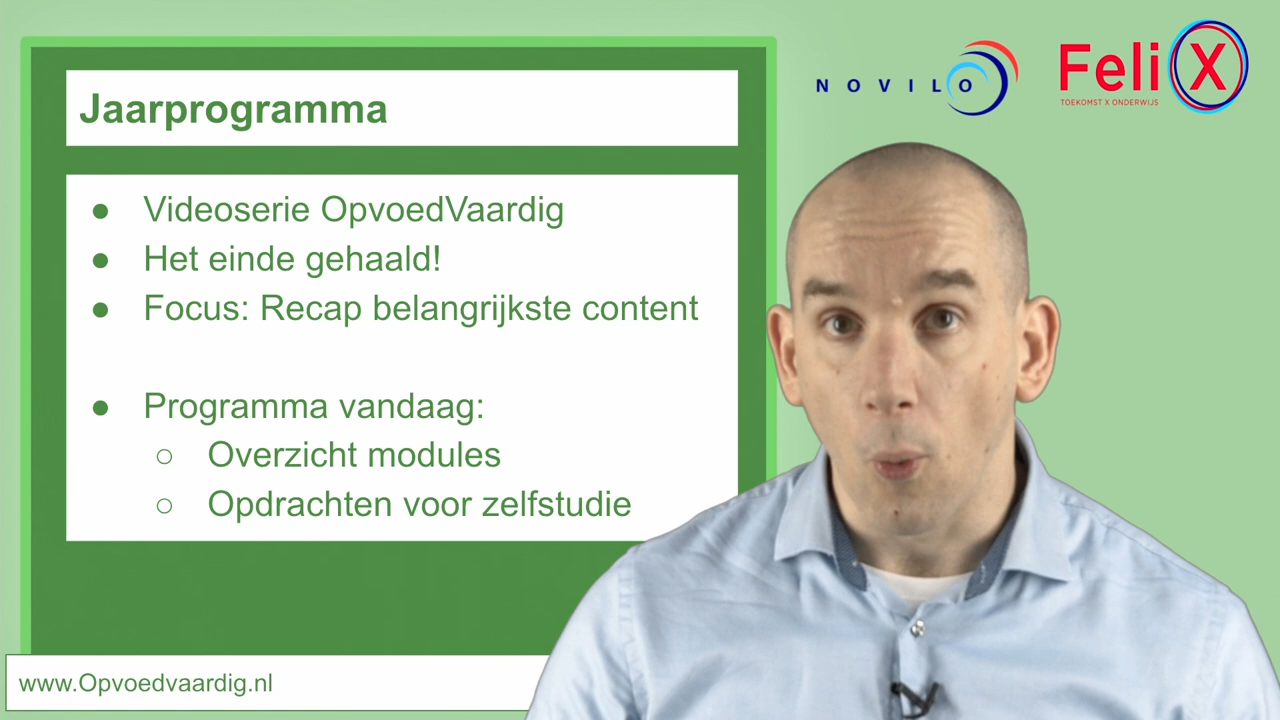 NOVILO
FeliX
TOEKOMST X ONDERWIJS
Jaarprogramma
● Videoserie OpvoedVaardig
● Het einde gehaald!
● Focus: Recap belangrijkste content
● Programma vandaag:
○ Overzicht modules
○ Opdrachten voor zelfstudie
www.Opvoedvaardig.nl